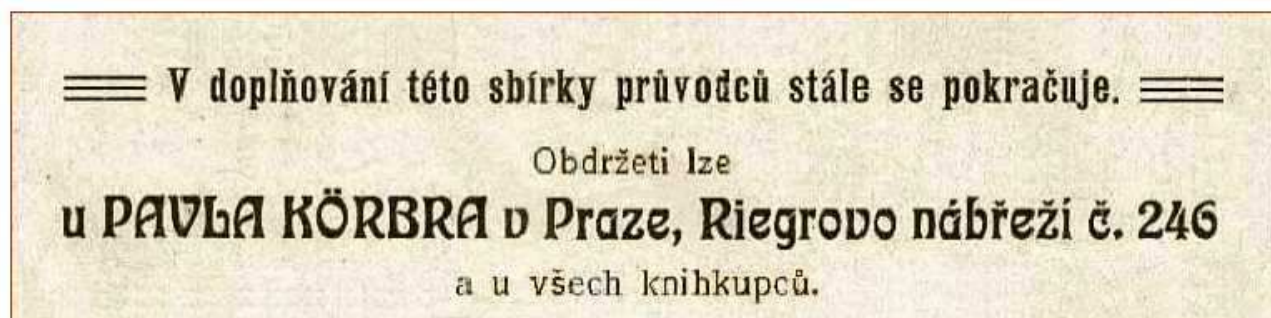 V doplňování této sbírky průvodců stále se pokračuje.
Obdržeti lze
u PAVLA KÖRBRA v Praze, Riegrovo nábřeží č. 246
a u všech knihkupců.